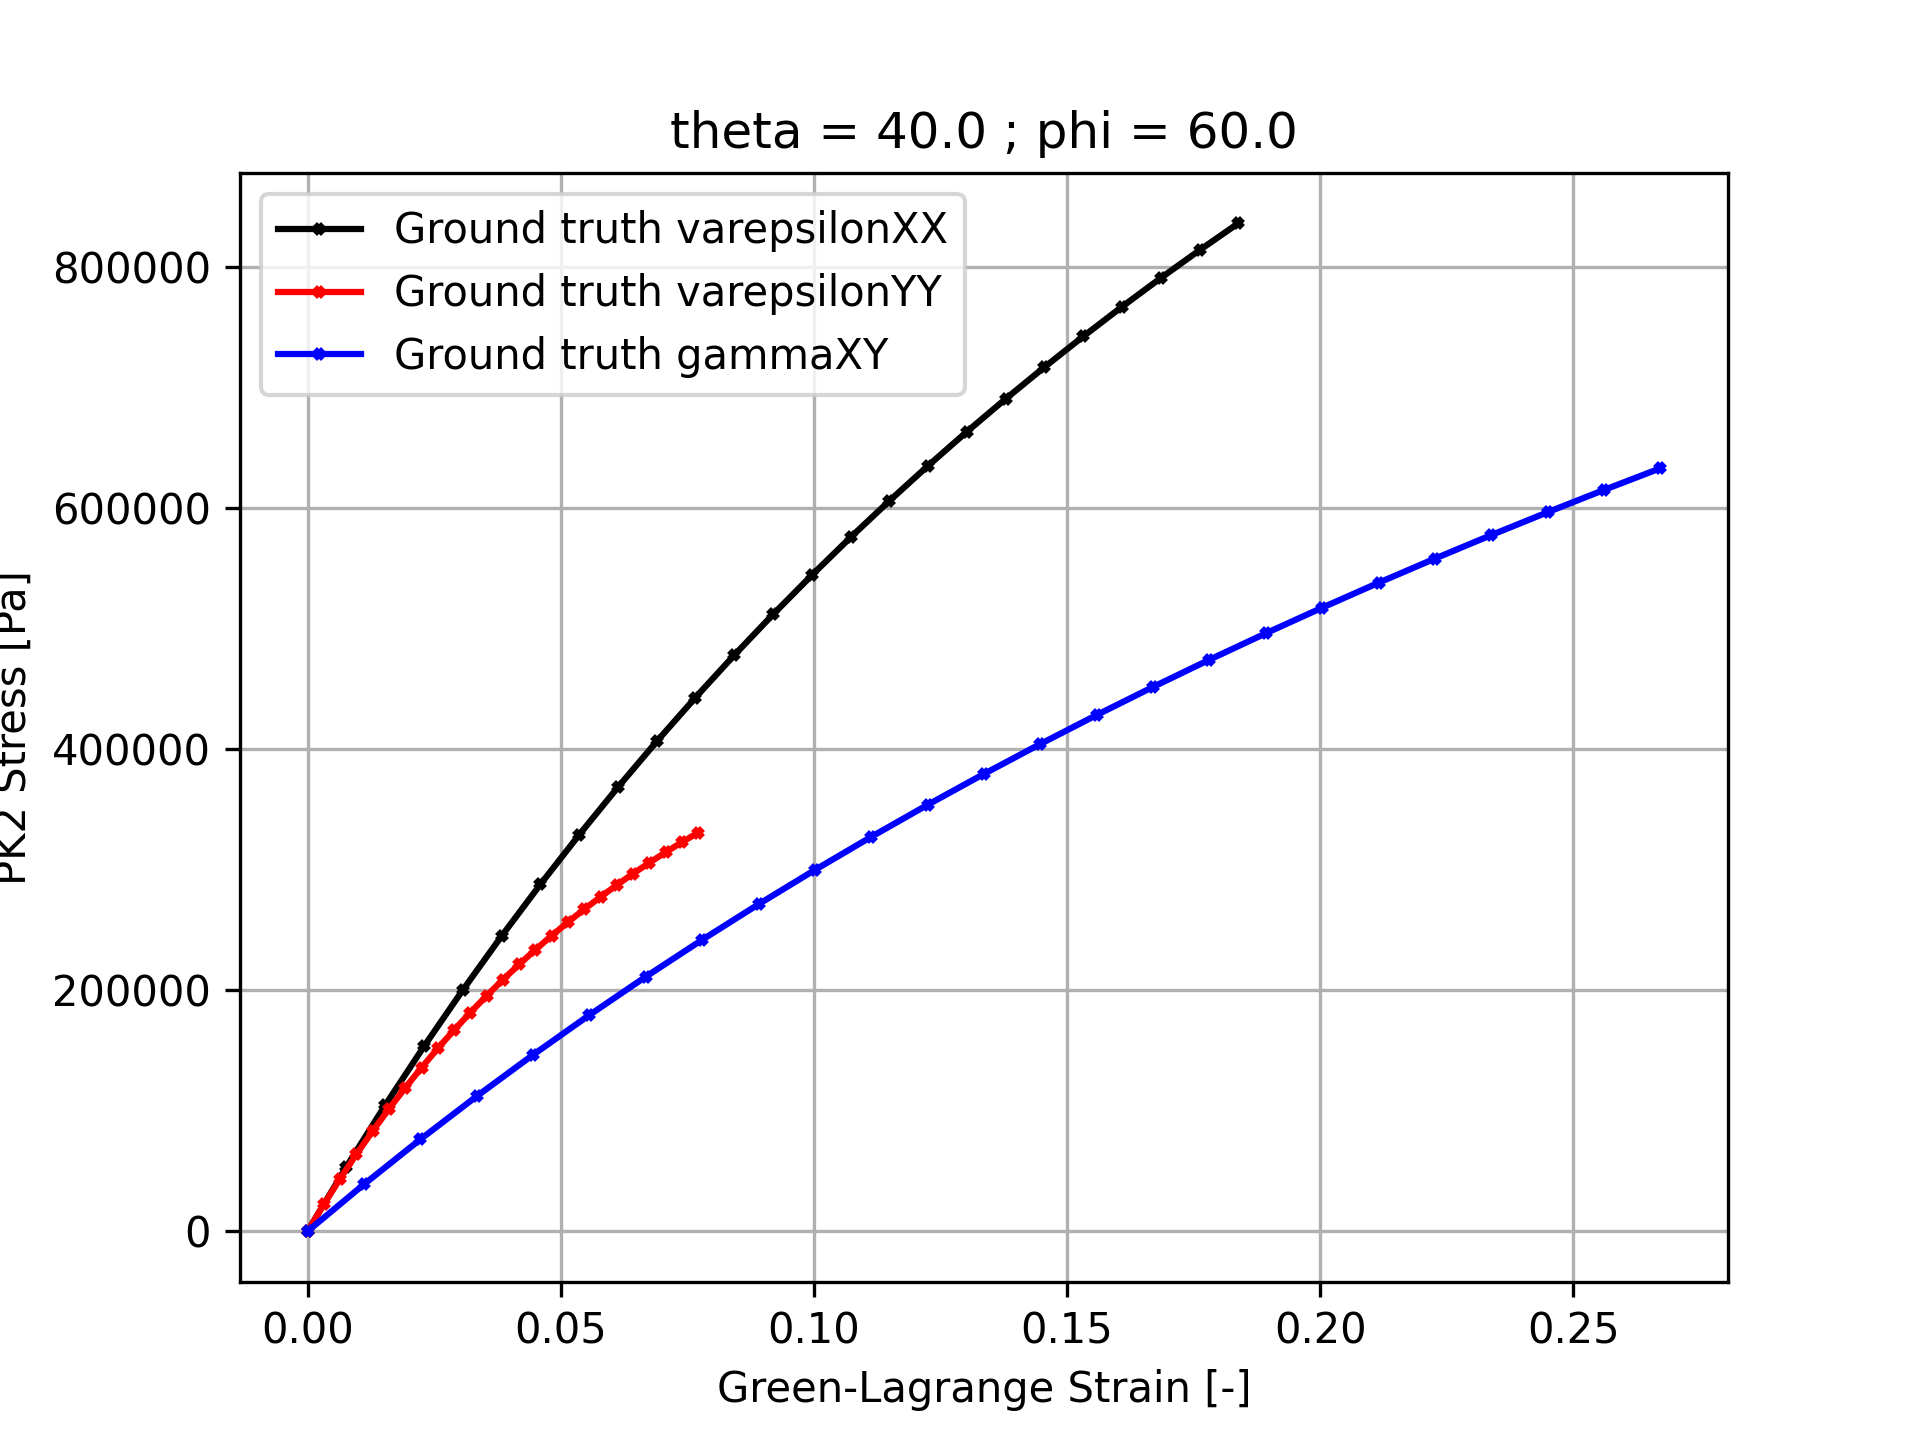 theta = 40.0 ; phi = 60.0
Ground truth varepsilonXX
Ground truth varepsilonYY
Ground truth gammaXY
PK2 Stress [Pa]
800000
600000
400000
200000
0
0.00 0.05 0.10 0.15 0.20 0.25
Green-Lagrange Strain [-]